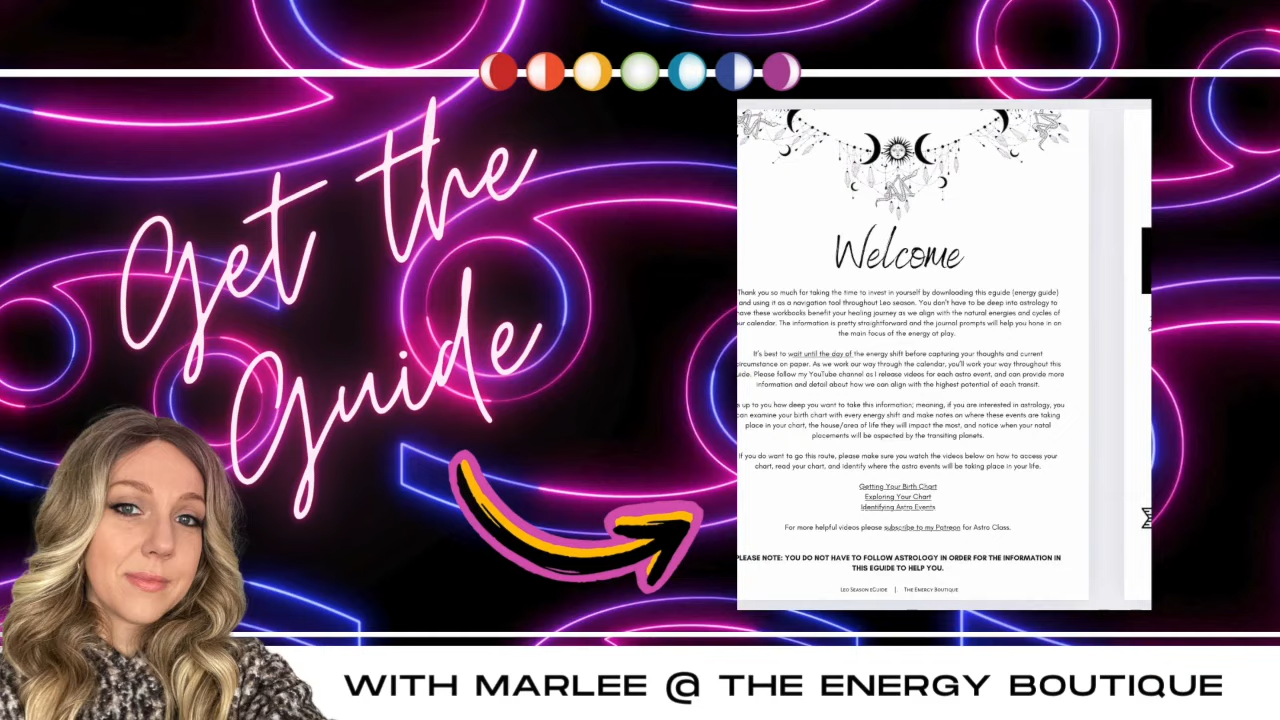 Get the
Guide
Welcome
Thank you so much for taking the time to invest in yourself by downloading this eguide (energy guide)
and using it as a navigation tool throughout Leo season. You don't have to be deep into astrology to
these workbooks benefit your healing journey as we align with the natural energies and cycles of
calendar. The information is pretty straightforward and the journal prompts will help you hone in on
the main focus of the energy at play.
It's best to wait until the day of the energy shift before capturing your thoughts and current
circumstance on paper. As we work our way through the calendar, you'll work your way throughout this
Please follow my YouTube channel as I release videos for each astro event, and can provide more
information and detail about how we can align with the highest potential of each transit.
up to you how deep you want to take this information; meaning, if you are interested in astrology, you
can examine your birth chart with every energy shift and make notes on where these events are taking
place in your chart, the house/area of life they will impact the most, and notice when your natal
placements will be aspected by the transiting planets.
If you do want to go this route, please make sure you watch the videos below on how to access your
chart, read your chart, and identify where the astro events will be taking place in your life.
Getting Your Birth Chart
Exploring Your Chart
Identifying Astro Events
For more helpful videos please subscribe to my Patreon for Astro Class.
PLEASE NOTE: YOU DO NOT HAVE TO FOLLOW ASTROLOGY IN ORDER FOR THE INFORMATION IN
THIS EGUIDE TO HELP YOU.
Leo Season eGuide | The Energy Boutique
WITH MARLEE @ THE ENERGY BOUTIQUE